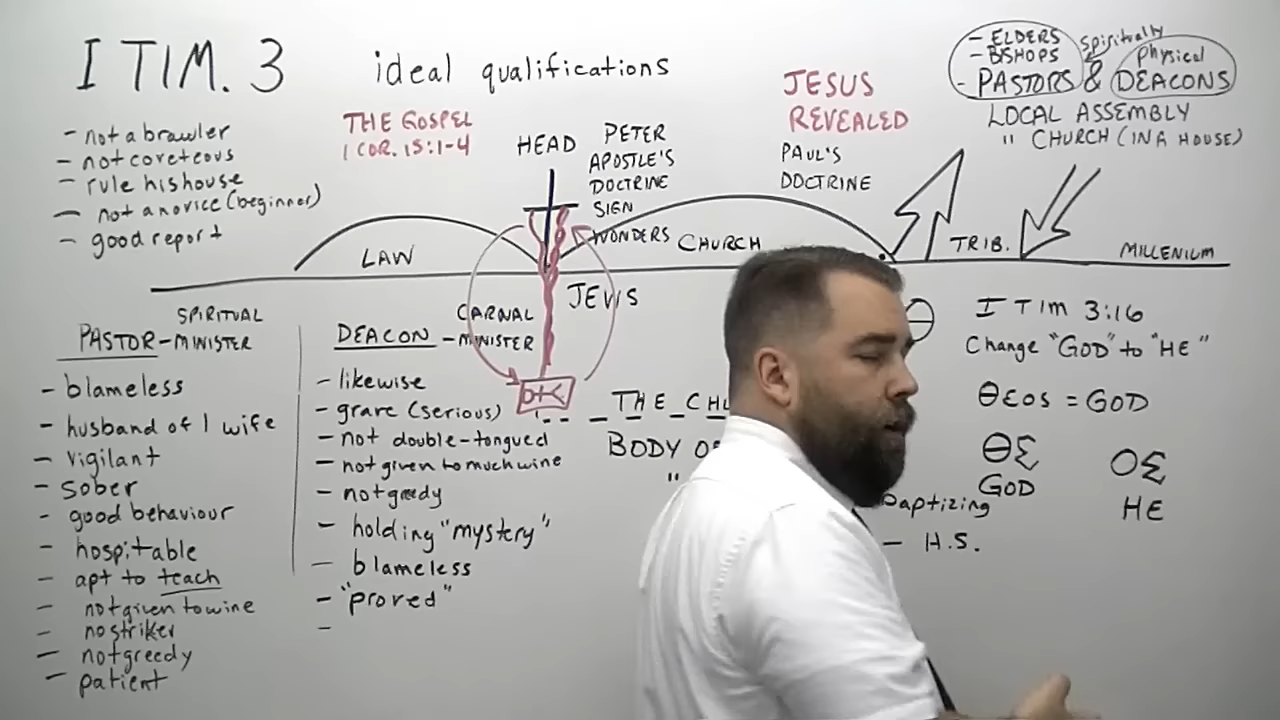 I TIM. 3
ideal qualifications
- not a brawler
- not coveteous
- rule his house
- not a novice (beginner)
- good report
THE GOSPEL
1 COR. 15:1-4
HEAD
PETER
APOSTLE'S
DOCTRINE
SIGN
WONDERS
JESUS
REVEALED
PAUL'S
DOCTRINE
- ELDERS
- BISHOPS
- PASTORS & DEACONS
spiritually
physical
LOCAL ASSEMBLY
" CHURCH (IN A HOUSE)
LAW
CHURCH
TRIB.
MILLENIUM
JEWS
SPIRITUAL
PASTOR - MINISTER
- blameless
- husband of 1 wife
- vigilant
- sober
- good behaviour
- hospitable
- apt to teach
- not given to wine
- no striker
- not greedy
- patient
CARNAL
DEACON - MINISTER
- likewise
- grave (serious)
- not double-tongued
- not given to much wine
- not greedy
- holding "mystery"
- blameless
- "proved"
-
THE CHU
BODY O
"
Baptizing
- H.S.
Θ
I TIM 3:16
Change "GOD" to "HE"
Θεos = GOD
ΘΣ
GOD
OΣ
HE